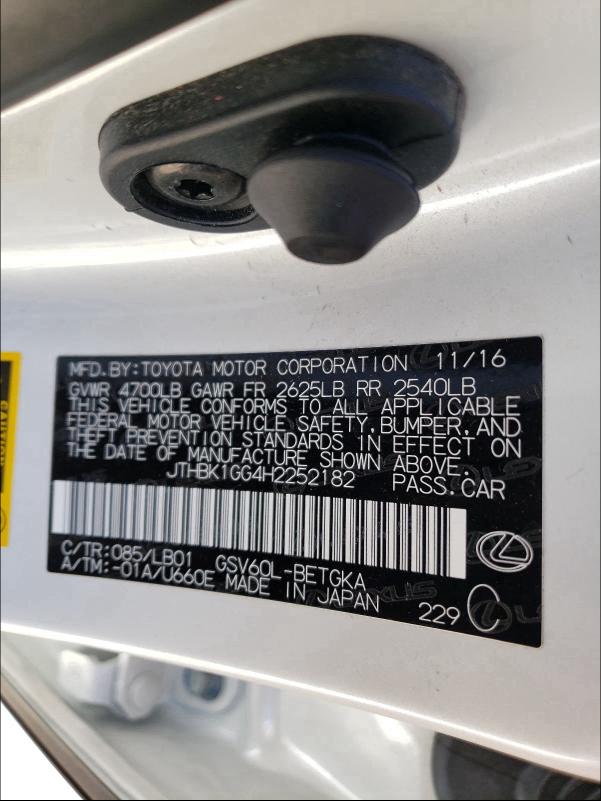 MFD.BY:TOYOTA MOTOR CORPORATION 11/16
GVWR 4700LB GAWR FR 2625LB RR 2540LB
THIS VEHICLE CONFORMS TO ALL APPLICABLE
FEDERAL MOTOR VEHICLE SAFETY,BUMPER,AND
THEFT PREVENTION STANDARDS IN EFFECT ON
THE DATE OF MANUFACTURE SHOWN ABOVE.
JTHBK1GG4H2252182 PASS.CAR
C/TR:085/LB01 GSV60L-BETGKA
A/TM:-01A/U660E MADE IN JAPAN
229 C
CAUTION